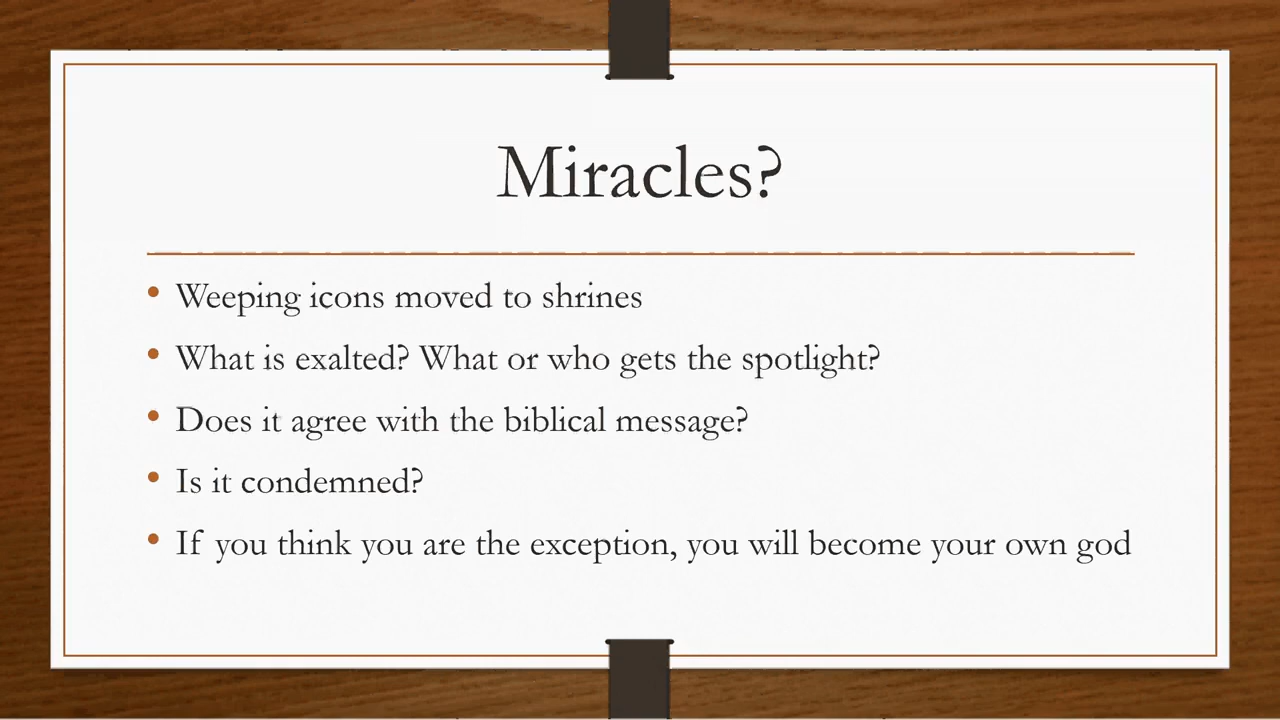 Miracles?
• Weeping icons moved to shrines
• What is exalted? What or who gets the spotlight?
• Does it agree with the biblical message?
• Is it condemned?
• If you think you are the exception, you will become your own god